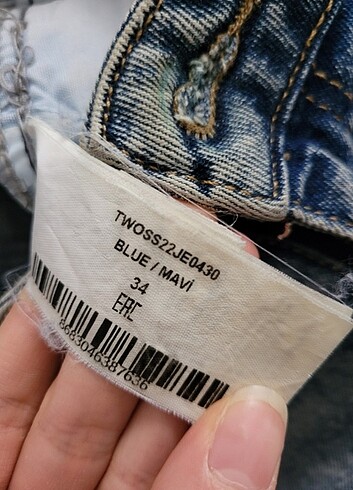 TWOSS22JE0430
BLUE / MAVİ
34
EAC
8683046387636